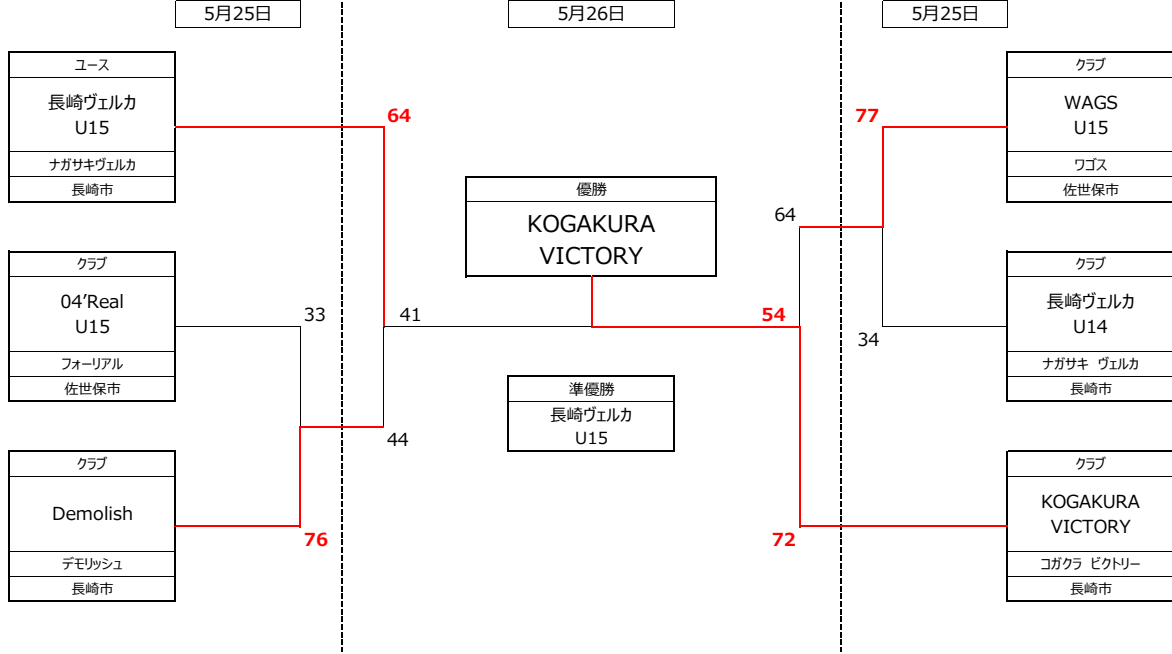 5月25日
5月26日
5月25日
ユース
長崎ヴェルカ
U15
ナガサキヴェルカ
長崎市
64
77
クラブ
WAGS
U15
ワゴス
佐世保市
優勝
KOGAKURA
VICTORY
64
クラブ
04'Real
U15
フォーリアル
佐世保市
33
41
54
34
クラブ
長崎ヴェルカ
U14
ナガサキ ヴェルカ
長崎市
準優勝
長崎ヴェルカ
U15
44
クラブ
Demolish
デモリッシュ
長崎市
76
72
クラブ
KOGAKURA
VICTORY
コガクラ ビクトリー
長崎市